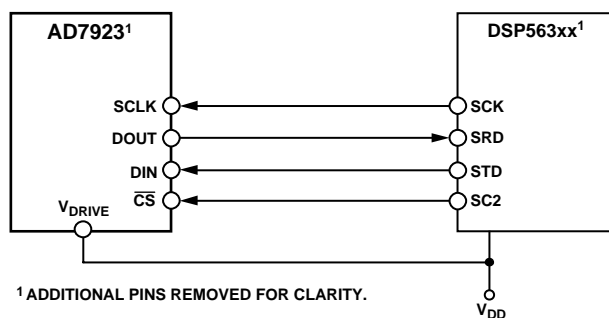 AD7923¹
DSP563xx¹
SCLK
SCK
DOUT
SRD
DIN
STD
CS
SC2
VDRIVE
¹ ADDITIONAL PINS REMOVED FOR CLARITY.
VDD